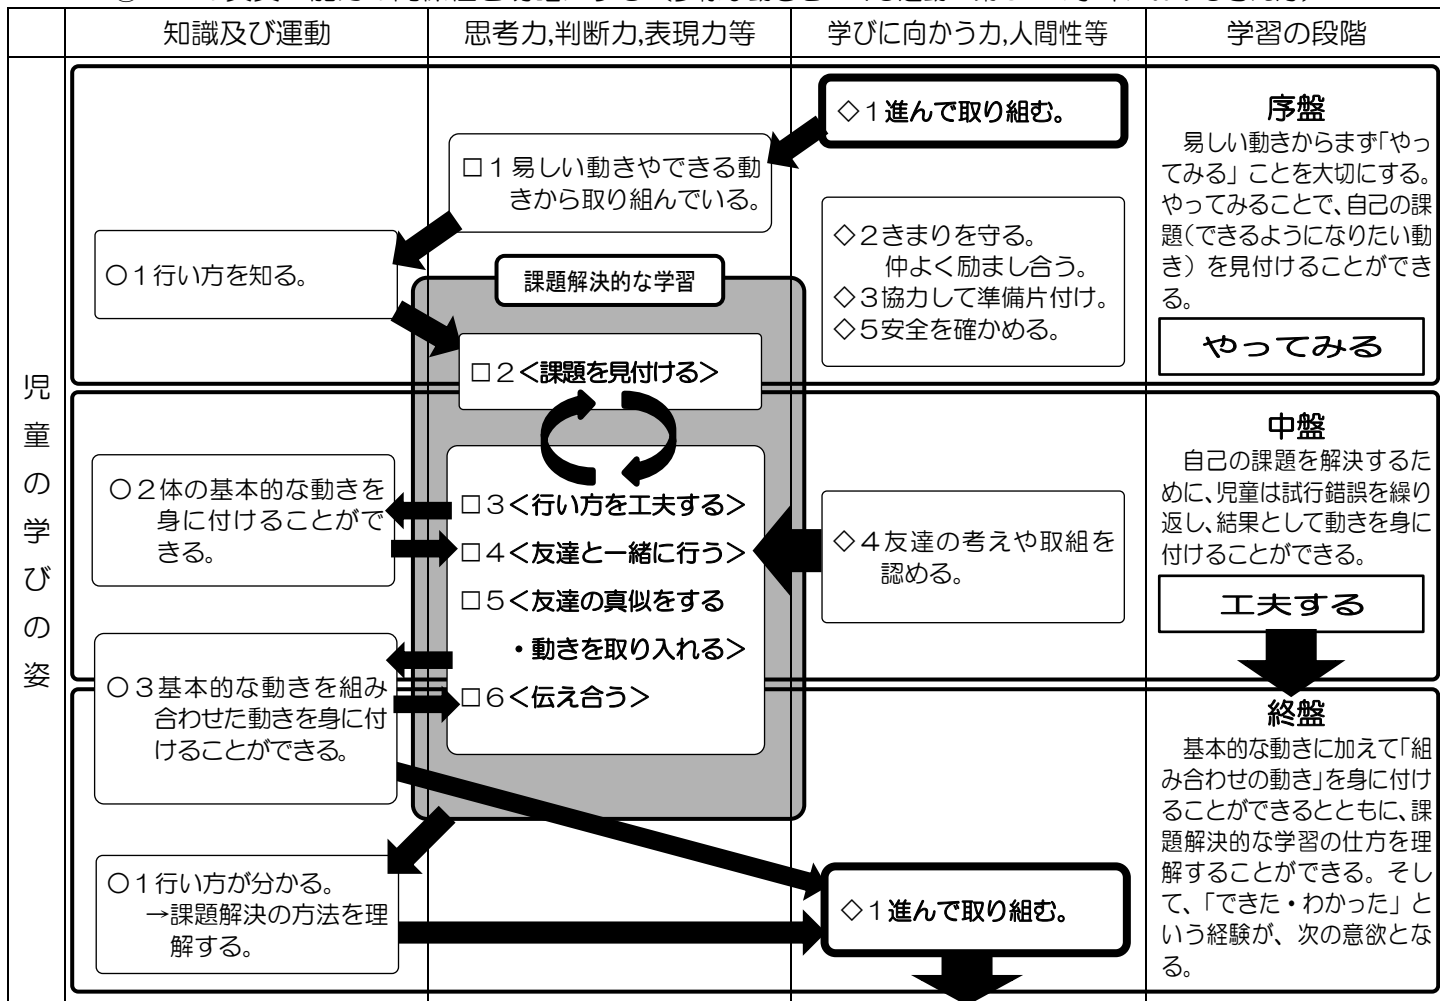 知識及び運動
思考力,判断力,表現力等
学びに向かう力,人間性等
学習の段階
児童の学びの姿
◇１進んで取り組む。
□１易しい動きやできる動
きから取り組んでいる。
○１行い方を知る。
◇２きまりを守る。
仲よく励まし合う。
◇３協力して準備片付け。
◇５安全を確かめる。
課題解決的な学習
□２＜課題を見付ける＞
序盤
易しい動きからまず「やっ
てみる」ことを大切にする。
やってみることで、自己の課
題（できるようになりたい動
き）を見付けることができ
る。
やってみる
○２体の基本的な動きを
身に付けることがで
きる。
□３＜行い方を工夫する＞
□４＜友達と一緒に行う＞
□５＜友達の真似をする
・動きを取り入れる＞
□６＜伝え合う＞
◇４友達の考えや取組を
認める。
中盤
自己の課題を解決するた
めに、児童は試行錯誤を繰り
返し、結果として動きを身に
付けることができる。
工夫する
○３基本的な動きを組み
合わせた動きを身に付
けることができる。
○１行い方が分かる。
→課題解決の方法を理
解する。
◇１進んで取り組む。
終盤
基本的な動きに加えて「組
み合わせの動き」を身に付け
ることができるとともに、課
題解決的な学習の仕方を理
解することができる。そし
て、「できた・わかった」と
いう経験が、次の意欲とな
る。